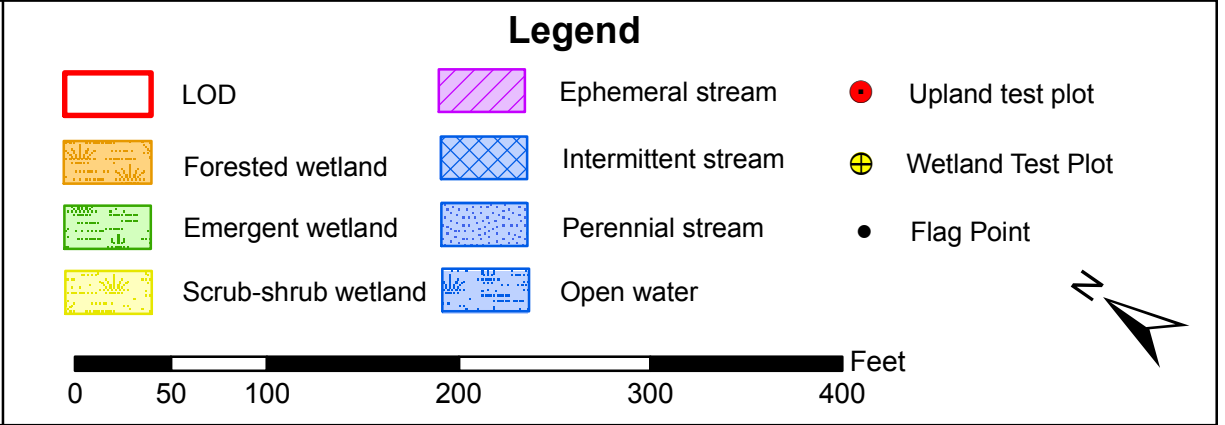 Legend
LOD
Forested wetland
Emergent wetland
Scrub-shrub wetland
Ephemeral stream
Intermittent stream
Perennial stream
Open water
Upland test plot
Wetland Test Plot
Flag Point
N
Feet
0 50 100 200 300 400